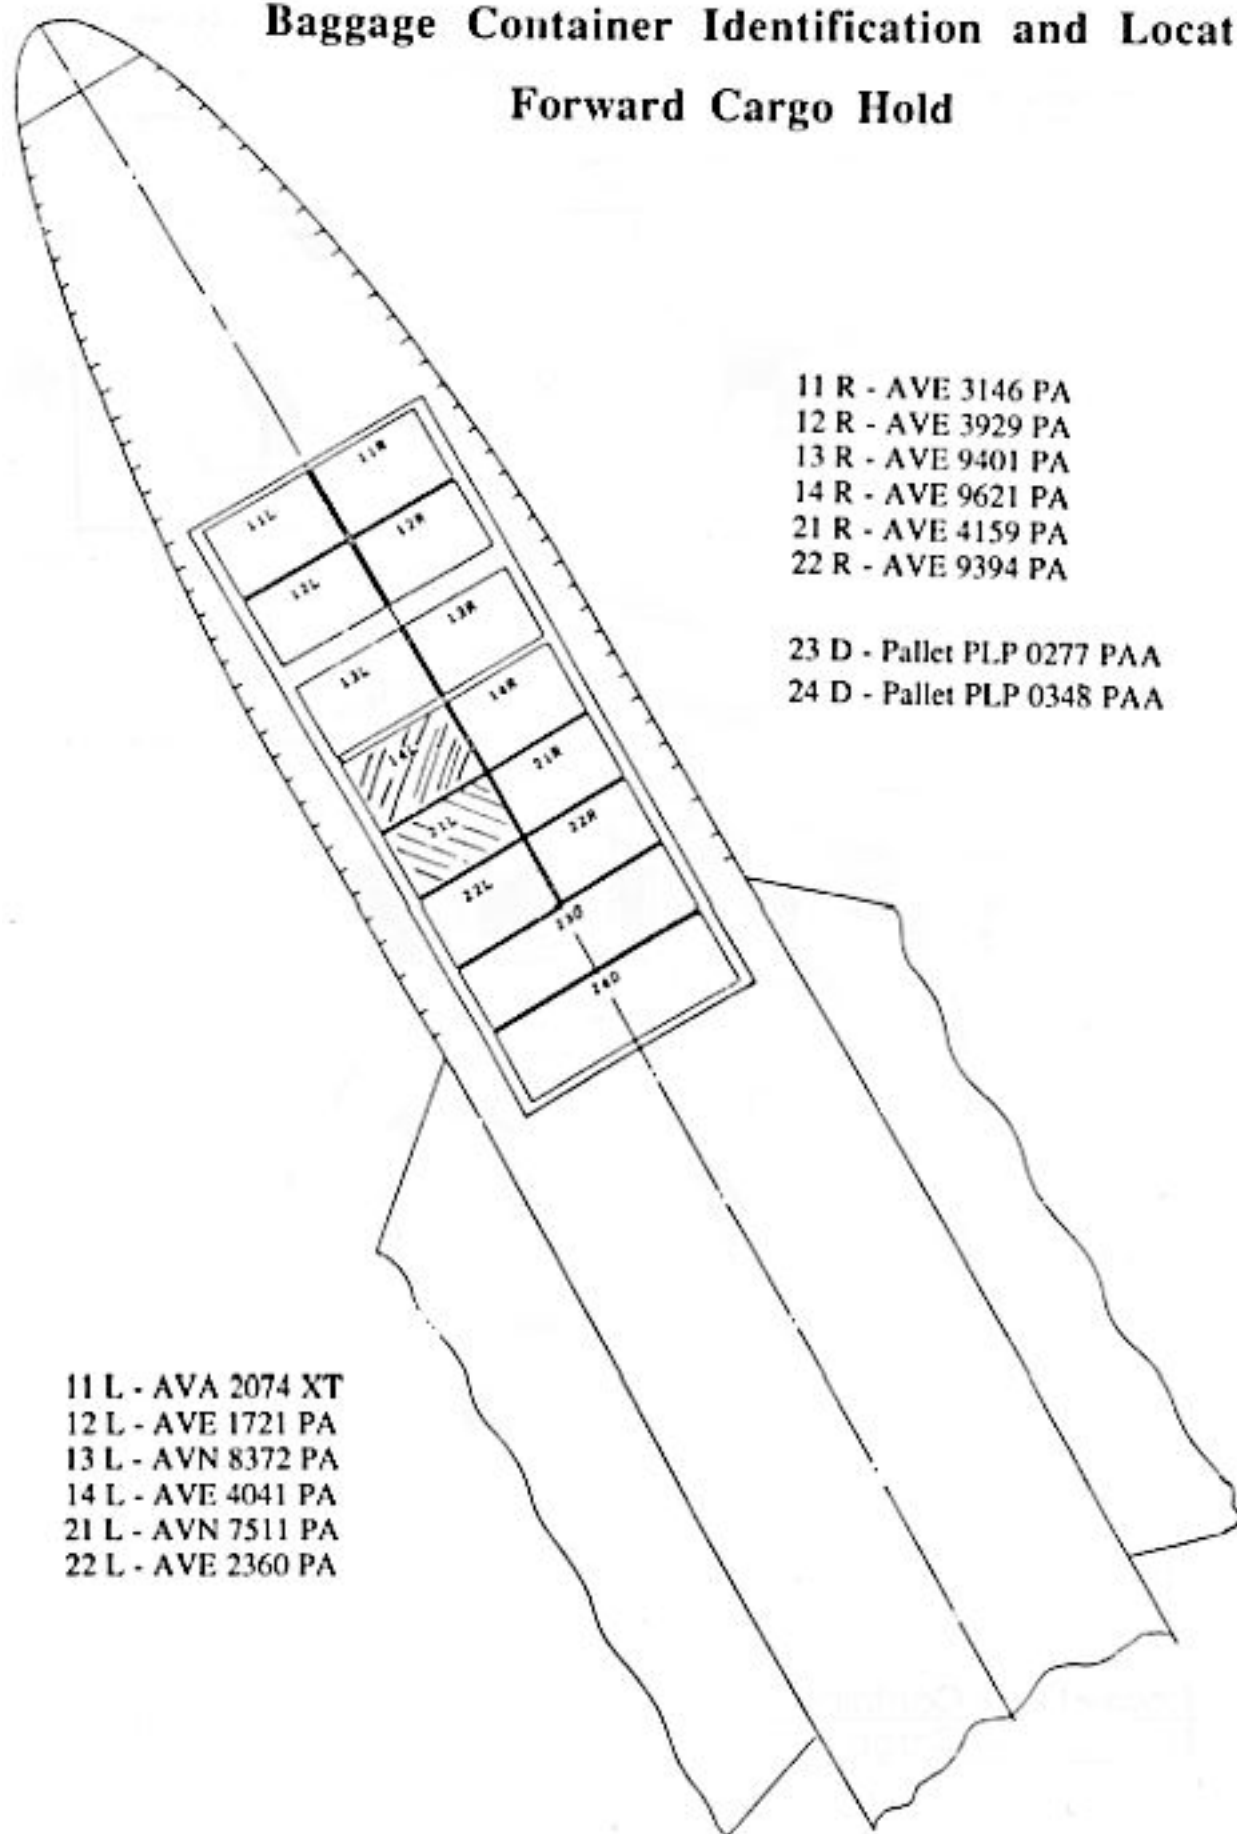 Baggage Container Identification and Locat
Forward Cargo Hold
11 R - AVE 3146 PA
12 R - AVE 3929 PA
13 R - AVE 9401 PA
14 R - AVE 9621 PA
21 R - AVE 4159 PA
22 R - AVE 9394 PA
23 D - Pallet PLP 0277 PAA
24 D - Pallet PLP 0348 PAA
11R
11L
12R
12L
13R
13L
14R
14L
21R
21L
22R
22L
23D
24D
11 L - AVA 2074 XT
12 L - AVE 1721 PA
13 L - AVN 8372 PA
14 L - AVE 4041 PA
21 L - AVN 7511 PA
22 L - AVE 2360 PA